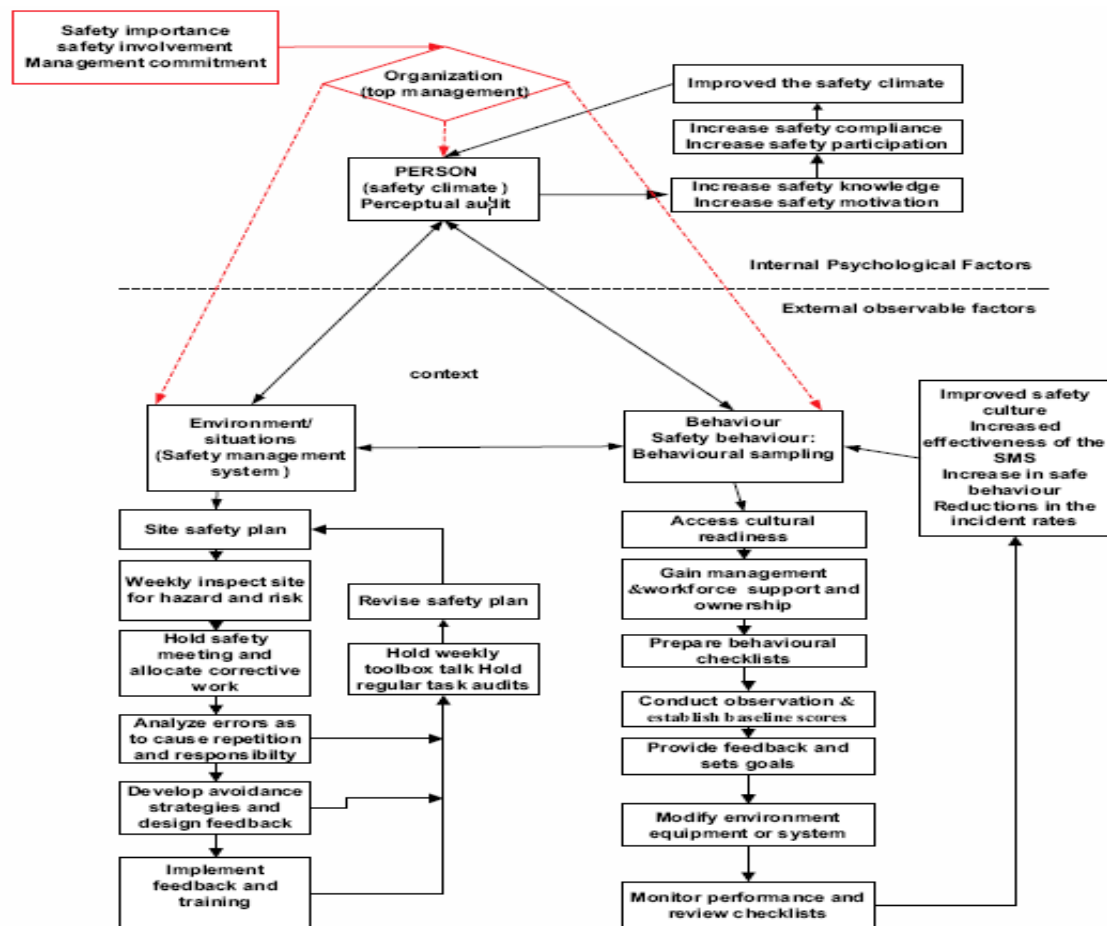 Safety importance
safety involvement
Management commitment
Organization
(top management)
Improved the safety climate
Increase safety compliance
Increase safety participation
PERSON
(safety climate )
Perceptual audit
Increase safety knowledge
Increase safety motivation
Internal Psychological Factors
External observable factors
context
Environment/
situations
(Safety management
system )
Behaviour
Safety behaviour:
Behavioural sampling
Improved safety
culture
Increased
effectiveness of the
SMS
Increase in safe
behaviour
Reductions in the
incident rates
Site safety plan
Weekly inspect site
for hazard and risk
Hold safety
meeting and
allocate corrective
work
Analyze errors as
to cause repetition
and responsibilty
Develop avoidance
strategies and
design feedback
Implement
feedback and
training
Revise safety plan
Hold weekly
toolbox talk Hold
regular task audits
Access cultural
readiness
Gain management
&workforce support and
ownership
Prepare behavioural
checklists
Conduct observation &
establish baseline scores
Provide feedback and
sets goals
Modify environment
equipment or system
Monitor performance and
review checklists